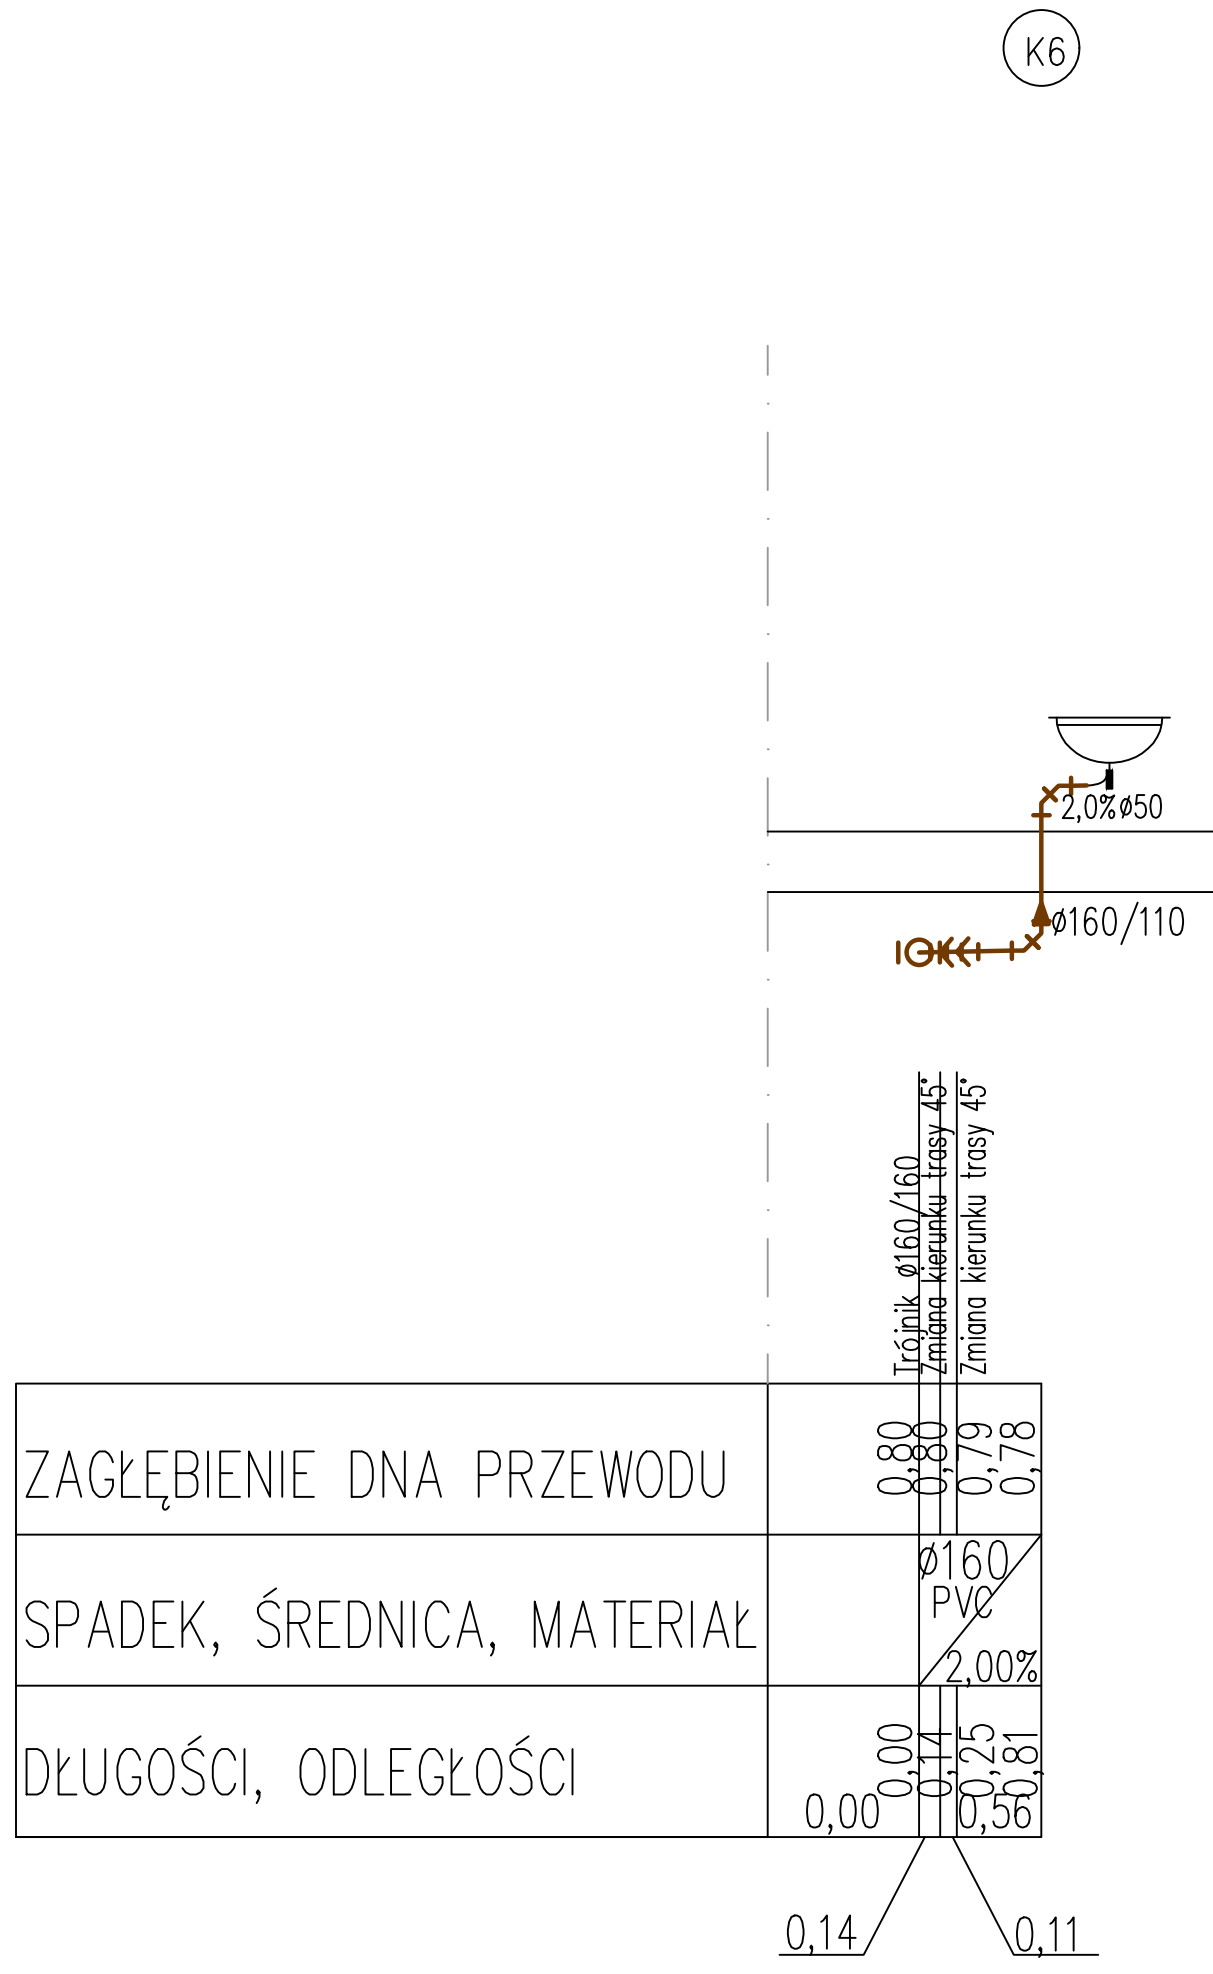 K6
2,0%ø50
ø160/110
Trójnik ø160/160
Zmiana kierunku trasy 45°
Zmiana kierunku trasy 45°
ZAGŁĘBIENIE DNA PRZEWODU
0,80
0,80
0,79
0,78
SPADEK, ŚREDNICA, MATERIAŁ
ø160
PVC
2,00%
DŁUGOŚCI, ODLEGŁOŚCI
0,00
0,14
0,25
0,81
0,00
0,56
0,14
0,11